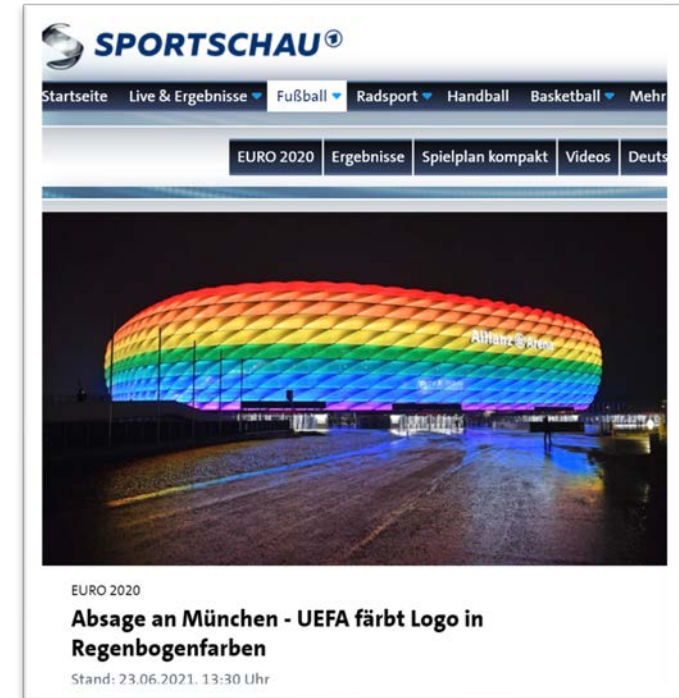 SPORTSCHAU
Startseite Live & Ergebnisse Fußball Radsport Handball Basketball Mehr
EURO 2020 Ergebnisse Spielplan kompakt Videos Deuts
Allianz Arena
EURO 2020
Absage an München - UEFA färbt Logo in
Regenbogenfarben
Stand: 23.06.2021, 13:30 Uhr